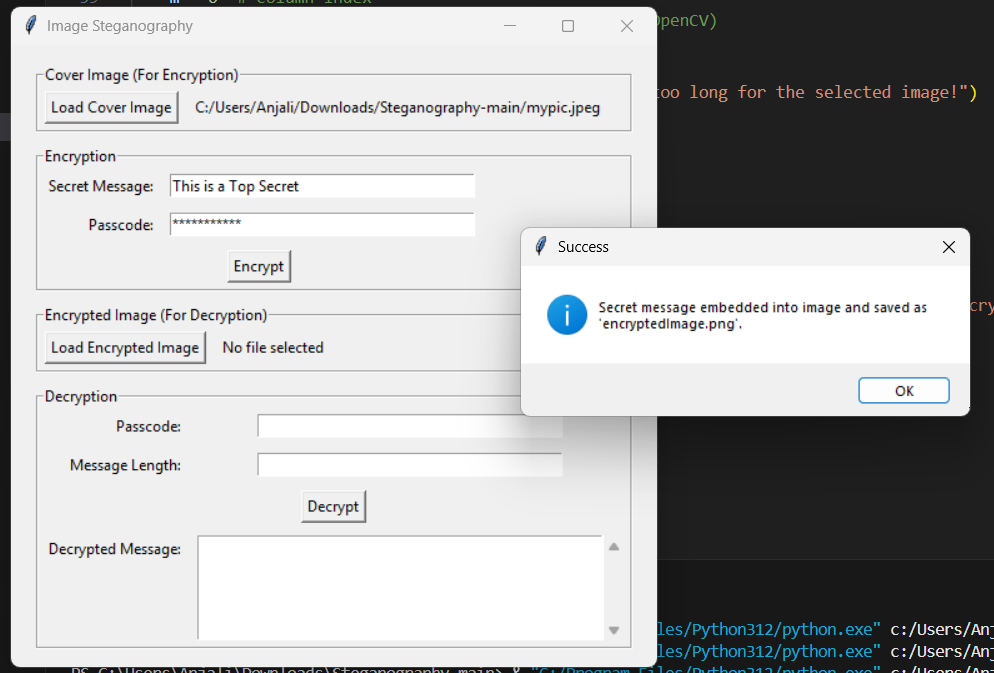 Image Steganography
OpenCV)
Cover Image (For Encryption)
Load Cover Image C:/Users/Anjali/Downloads/Steganography-main/mypic.jpeg
too long for the selected image!")
Encryption
Secret Message: This is a Top Secret
Passcode: ***********
Encrypt
Success
Secret message embedded into image and saved as
'encryptedImage.png'.
OK
Encrypted Image (For Decryption)
Load Encrypted Image No file selected
Decryption
Passcode:
Message Length:
Decrypt
Decrypted Message:
les/Python312/python.exe" c:/Users/Anj
les/Python312/python.exe" c:/Users/Anj
PS C:\Users\Anjali\Downloads\Steganography-main> & "C:/Program Files/Python312/python.exe" c:/Users/Anj